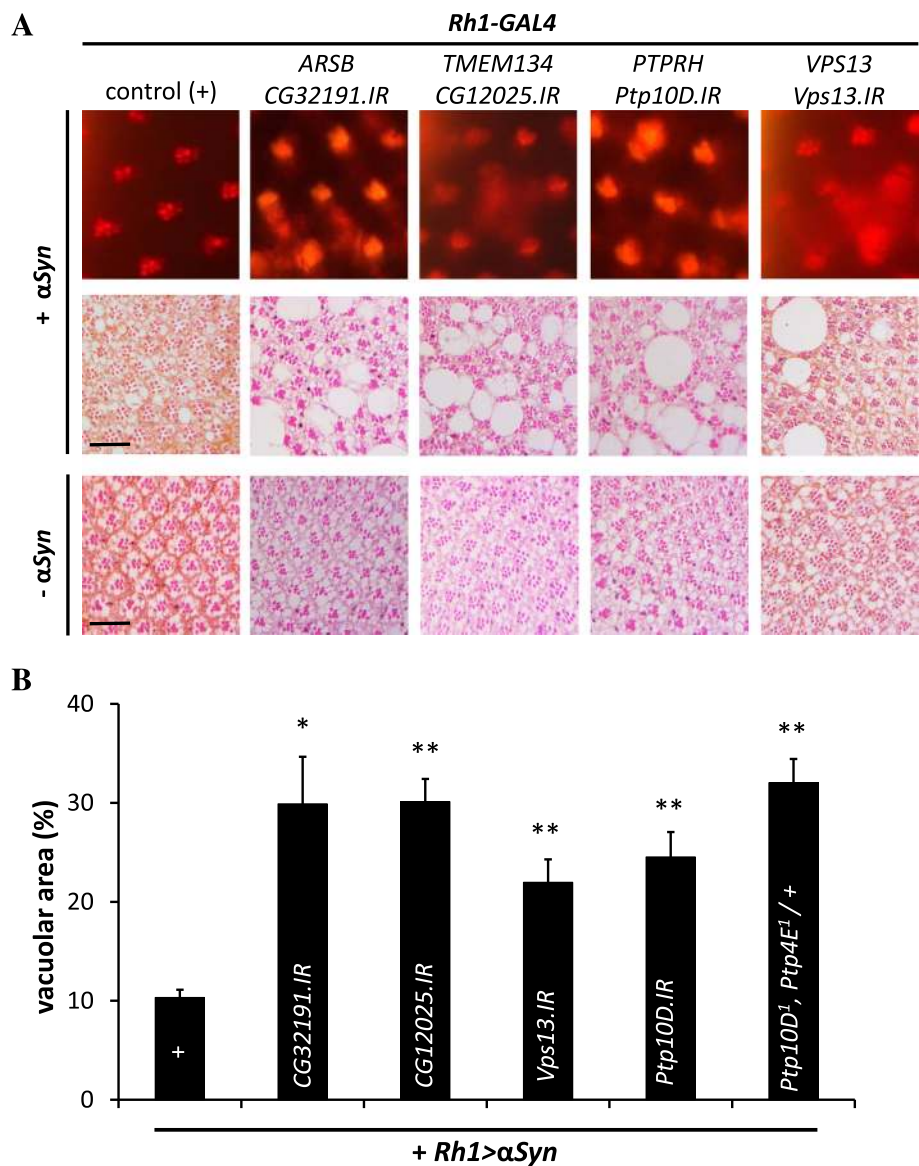 A
Rh1-GAL4
control (+)
ARSB
CG32191.IR
TMEM134
CG12025.IR
PTPRH
Ptp10D.IR
VPS13
Vps13.IR
+ αSyn
- αSyn
B
vacuolar area (%)
40
30
20
10
0
*
**
**
**
**
+
CG32191.IR
CG12025.IR
Vps13.IR
Ptp10D.IR
Ptp10D¹, Ptp4E¹ / +
+ Rh1>αSyn